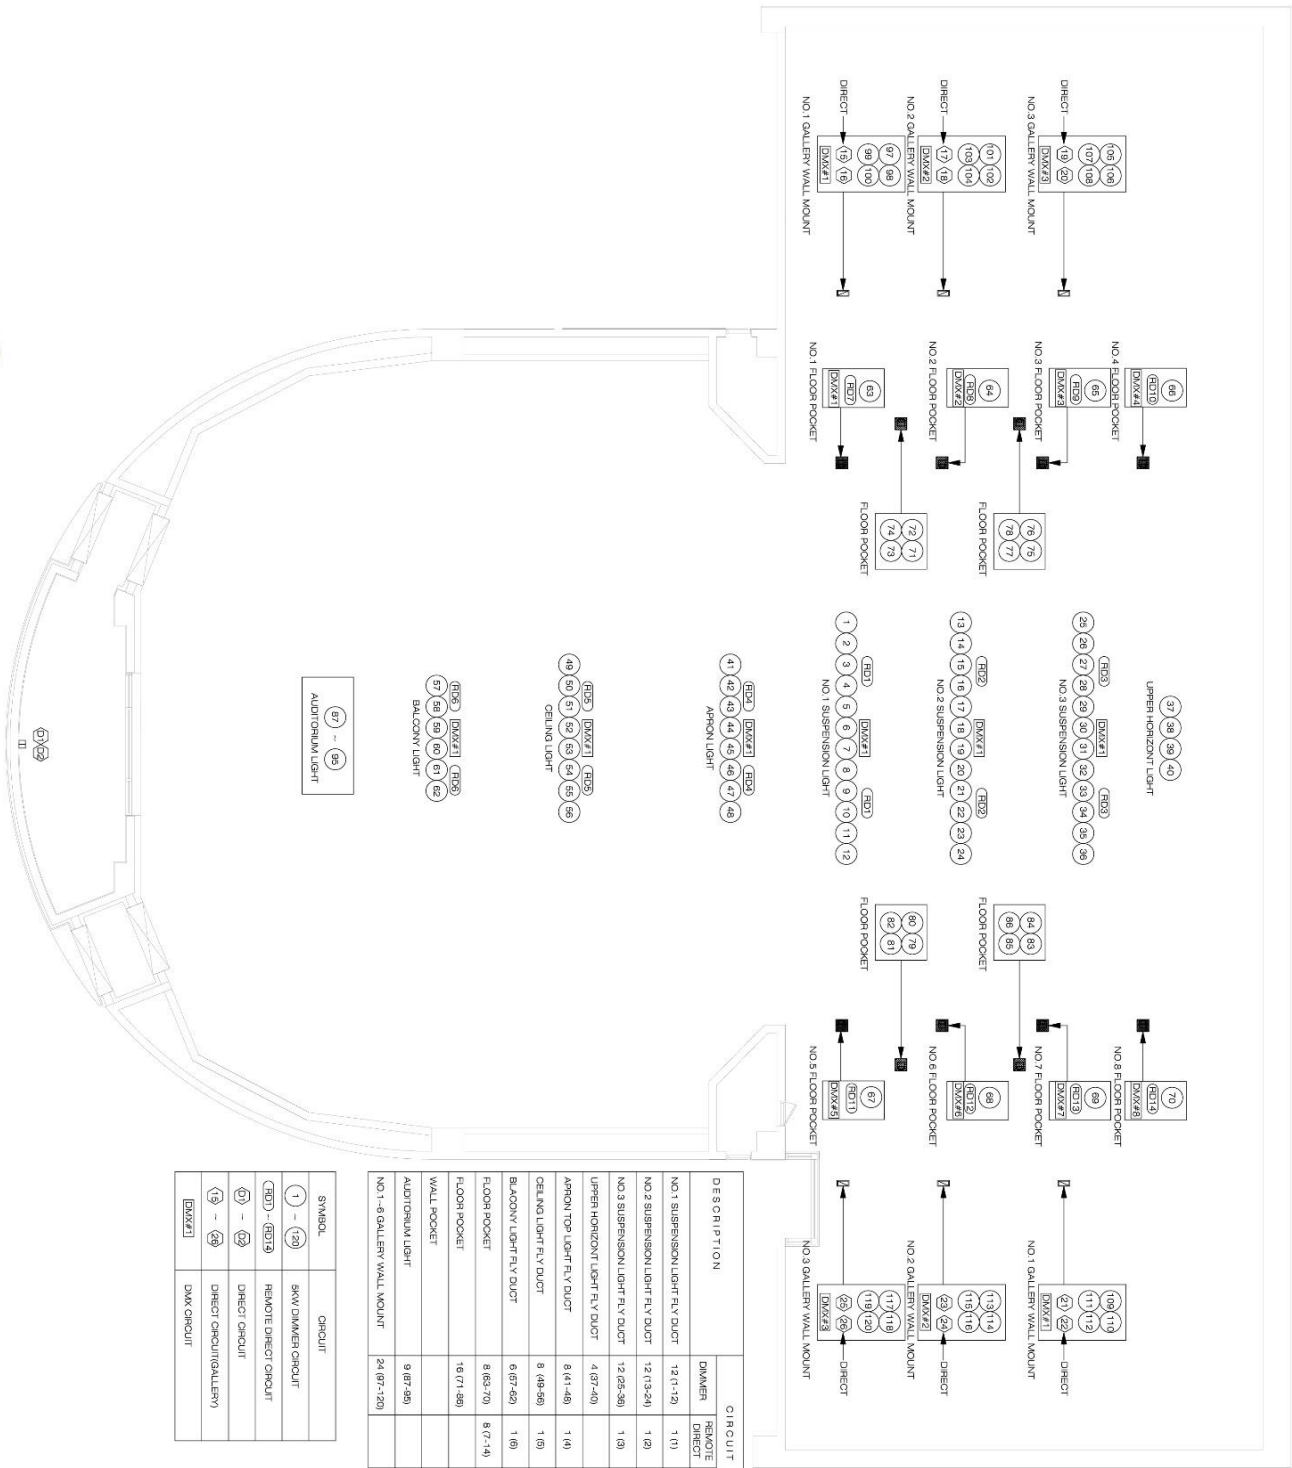 DIRECT
105 106
107 108
19 20
DMX#3
NO.3 GALLERY WALL MOUNT
DIRECT
101 102
103 104
17 18
DMX#2
NO.2 GALLERY WALL MOUNT
DIRECT
97 98
99 100
15 16
DMX#1
NO.1 GALLERY WALL MOUNT
66
RD10
DMX#4
NO.4 FLOOR POCKET
65
RD9
DMX#3
NO.3 FLOOR POCKET
64
RD8
DMX#2
NO.2 FLOOR POCKET
63
RD7
DMX#1
NO.1 FLOOR POCKET
76 75
78 77
FLOOR POCKET
72 71
74 73
FLOOR POCKET
37 38 39 40
UPPER HORIZONT LIGHT
RD3 DMX#1 RD3
25 26 27 28 29 30 31 32 33 34 35 36
NO.3 SUSPENSION LIGHT
RD2 DMX#1 RD2
13 14 15 16 17 18 19 20 21 22 23 24
NO.2 SUSPENSION LIGHT
RD1 DMX#1 RD1
1 2 3 4 5 6 7 8 9 10 11 12
NO.1 SUSPENSION LIGHT
RD4 DMX#1 RD4
41 42 43 44 45 46 47 48
APRON LIGHT
RD5 DMX#1 RD5
49 50 51 52 53 54 55 56
CEILING LIGHT
RD6 DMX#1 RD6
57 58 59 60 61 62
BALCONY LIGHT
87 ~ 95
AUDITORIUM LIGHT
D1 D2
84 83
86 85
FLOOR POCKET
80 79
82 81
FLOOR POCKET
70
RD14
DMX#8
NO.8 FLOOR POCKET
69
RD13
DMX#7
NO.7 FLOOR POCKET
68
RD12
DMX#6
NO.6 FLOOR POCKET
67
RD11
DMX#5
NO.5 FLOOR POCKET
109 110
111 112
21 22
DMX#1
DIRECT
NO.1 GALLERY WALL MOUNT
113 114
115 116
23 24
DMX#2
DIRECT
NO.2 GALLERY WALL MOUNT
117 118
119 120
25 26
DMX#3
DIRECT
NO.3 GALLERY WALL MOUNT
DESCRIPTION CIRCUIT
DIMMER REMOTE DIRECT
NO.1 SUSPENSION LIGHT FLY DUCT 12 (1-12) 1 (1)
NO.2 SUSPENSION LIGHT FLY DUCT 12 (13-24) 1 (2)
NO.3 SUSPENSION LIGHT FLY DUCT 12 (25-36) 1 (3)
UPPER HORIZONT LIGHT FLY DUCT 4 (37-40)
APRON TOP LIGHT FLY DUCT 8 (41-48) 1 (4)
CEILING LIGHT FLY DUCT 8 (49-56) 1 (5)
BLACONY LIGHT FLY DUCT 6 (57-62) 1 (6)
FLOOR POCKET 8 (63-70) 8 (7-14)
FLOOR POCKET 16 (71-86)
WALL POCKET
AUDITORIUM LIGHT 9 (87-95)
NO.1~6 GALLERY WALL MOUNT 24 (97-120)
SYMBOL CIRCUIT
1 ~ 120 5KW DIMMER CIRCUIT
RD1 ~ RD14 REMOTE DIRECT CIRCUIT
D1 ~ D2 DIRECT CIRCUIT
15 ~ 26 DIRECT CIRCUIT(GALLERY)
DMX#1 DMX CIRCUIT